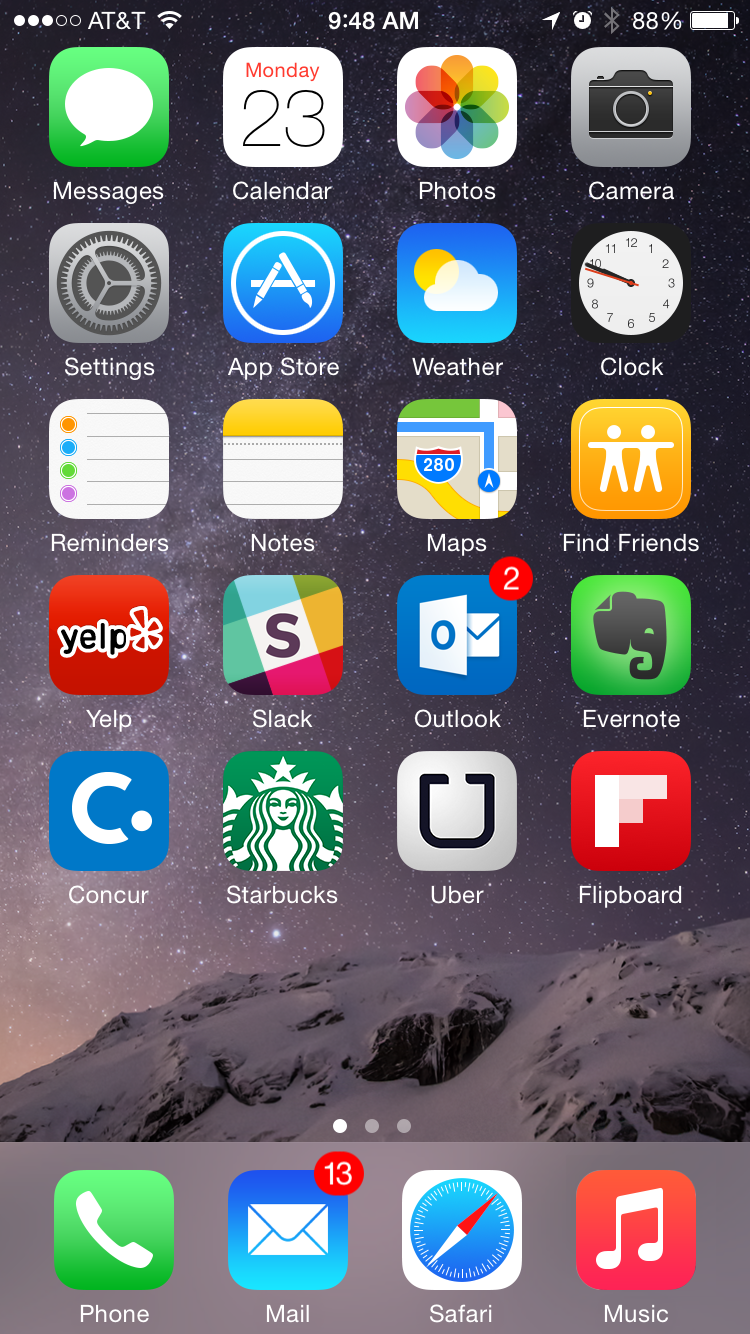 AT&T 9:48 AM 88%
Monday
23
Messages Calendar Photos Camera
12
11 1
10 2
9 3
8 4
7 5
6
Settings App Store Weather Clock
280
Reminders Notes Maps Find Friends
2
yelp S O
Yelp Slack Outlook Evernote
C. U F
Concur Starbucks Uber Flipboard
13
Phone Mail Safari Music